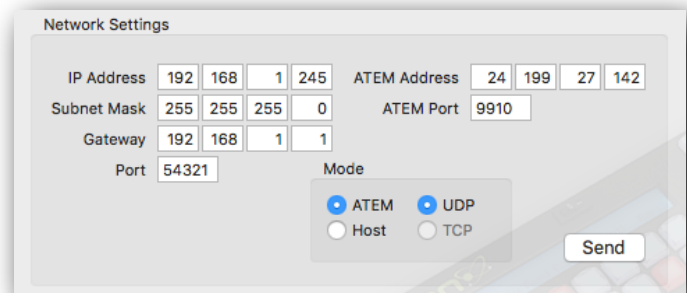 Network Settings
IP Address 192 168 1 245 ATEM Address 24 199 27 142
Subnet Mask 255 255 255 0 ATEM Port 9910
Gateway 192 168 1 1
Port 54321 Mode
ATEM UDP
Host TCP
Send